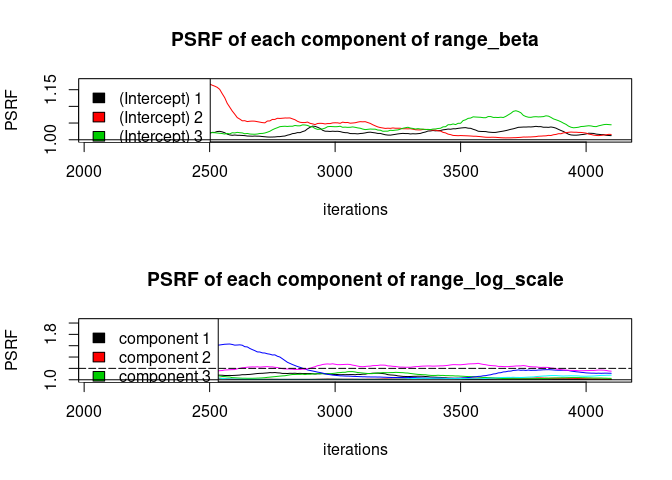 PSRF of each component of range_beta
PSRF
1.15
1.00
(Intercept) 1
(Intercept) 2
(Intercept) 3
2000 2500 3000 3500 4000
iterations
PSRF of each component of range_log_scale
PSRF
1.8
1.0
component 1
component 2
component 3
2000 2500 3000 3500 4000
iterations